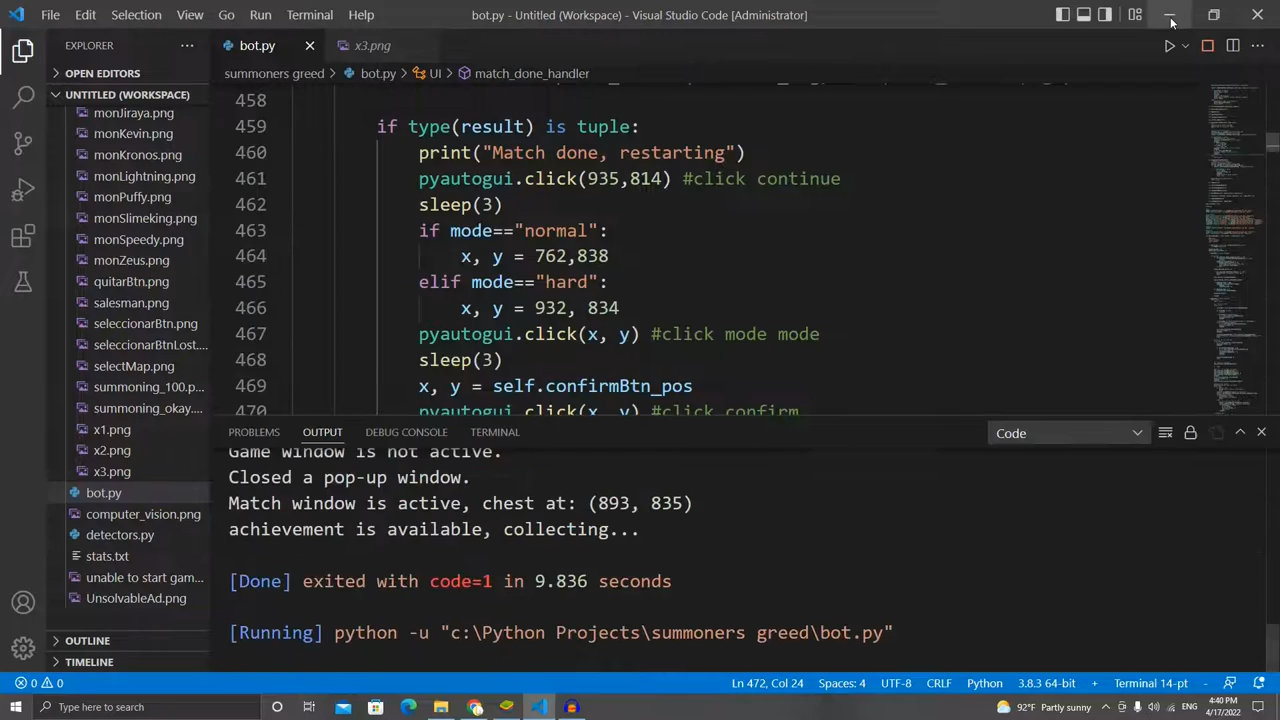 File Edit Selection View Go Run Terminal Help
bot.py - Untitled (Workspace) - Visual Studio Code [Administrator]
EXPLORER
bot.py
x3.png
OPEN EDITORS
summoners greed > bot.py > UI > match_done_handler
UNTITLED (WORKSPACE)
monJiraya.png
monKevin.png
monKronos.png
monLightning.png
monPuffy.png
monSlimeking.png
monSpeedy.png
monZeus.png
quitarBtn.png
salesman.png
seleccionarBtn.png
seleccionarBtnLost...
selectMap.png
summoning_100.p...
summoning_okay...
x1.png
x2.png
x3.png
bot.py
computer_vision.png
detectors.py
stats.txt
unable to start gam...
UnsolvableAd.png
OUTLINE
TIMELINE
458
459 if type(result) is tuple:
460 done, restarting")
461 pyautogui.click( ,814) #click continue
462 sleep(3)
463 if mode=="normal":
464 x, y = 762,83
465 mode=="hard":
466 x, y = 232, 83
467 pyautogui.click(x, y) #click mode
468 sleep(3)
469 x, y = self.confirmBtn_pos
470 pyautogui.click(x, y) #click confirm
PROBLEMS OUTPUT DEBUG CONSOLE TERMINAL
Code
Game window is not active.
Closed a pop-up window.
Match window is active, chest at: (893, 835)
achievement is available, collecting...
[Done] exited with code=1 in 9.836 seconds
[Running] python -u "c:\Python Projects\summoners greed\bot.py"
0 0
Ln 472, Col 24 Spaces: 4 UTF-8 CRLF Python 3.8.3 64-bit Terminal 14-pt
Type here to search
92°F Partly sunny
ENG
4:40 PM
4/17/2022